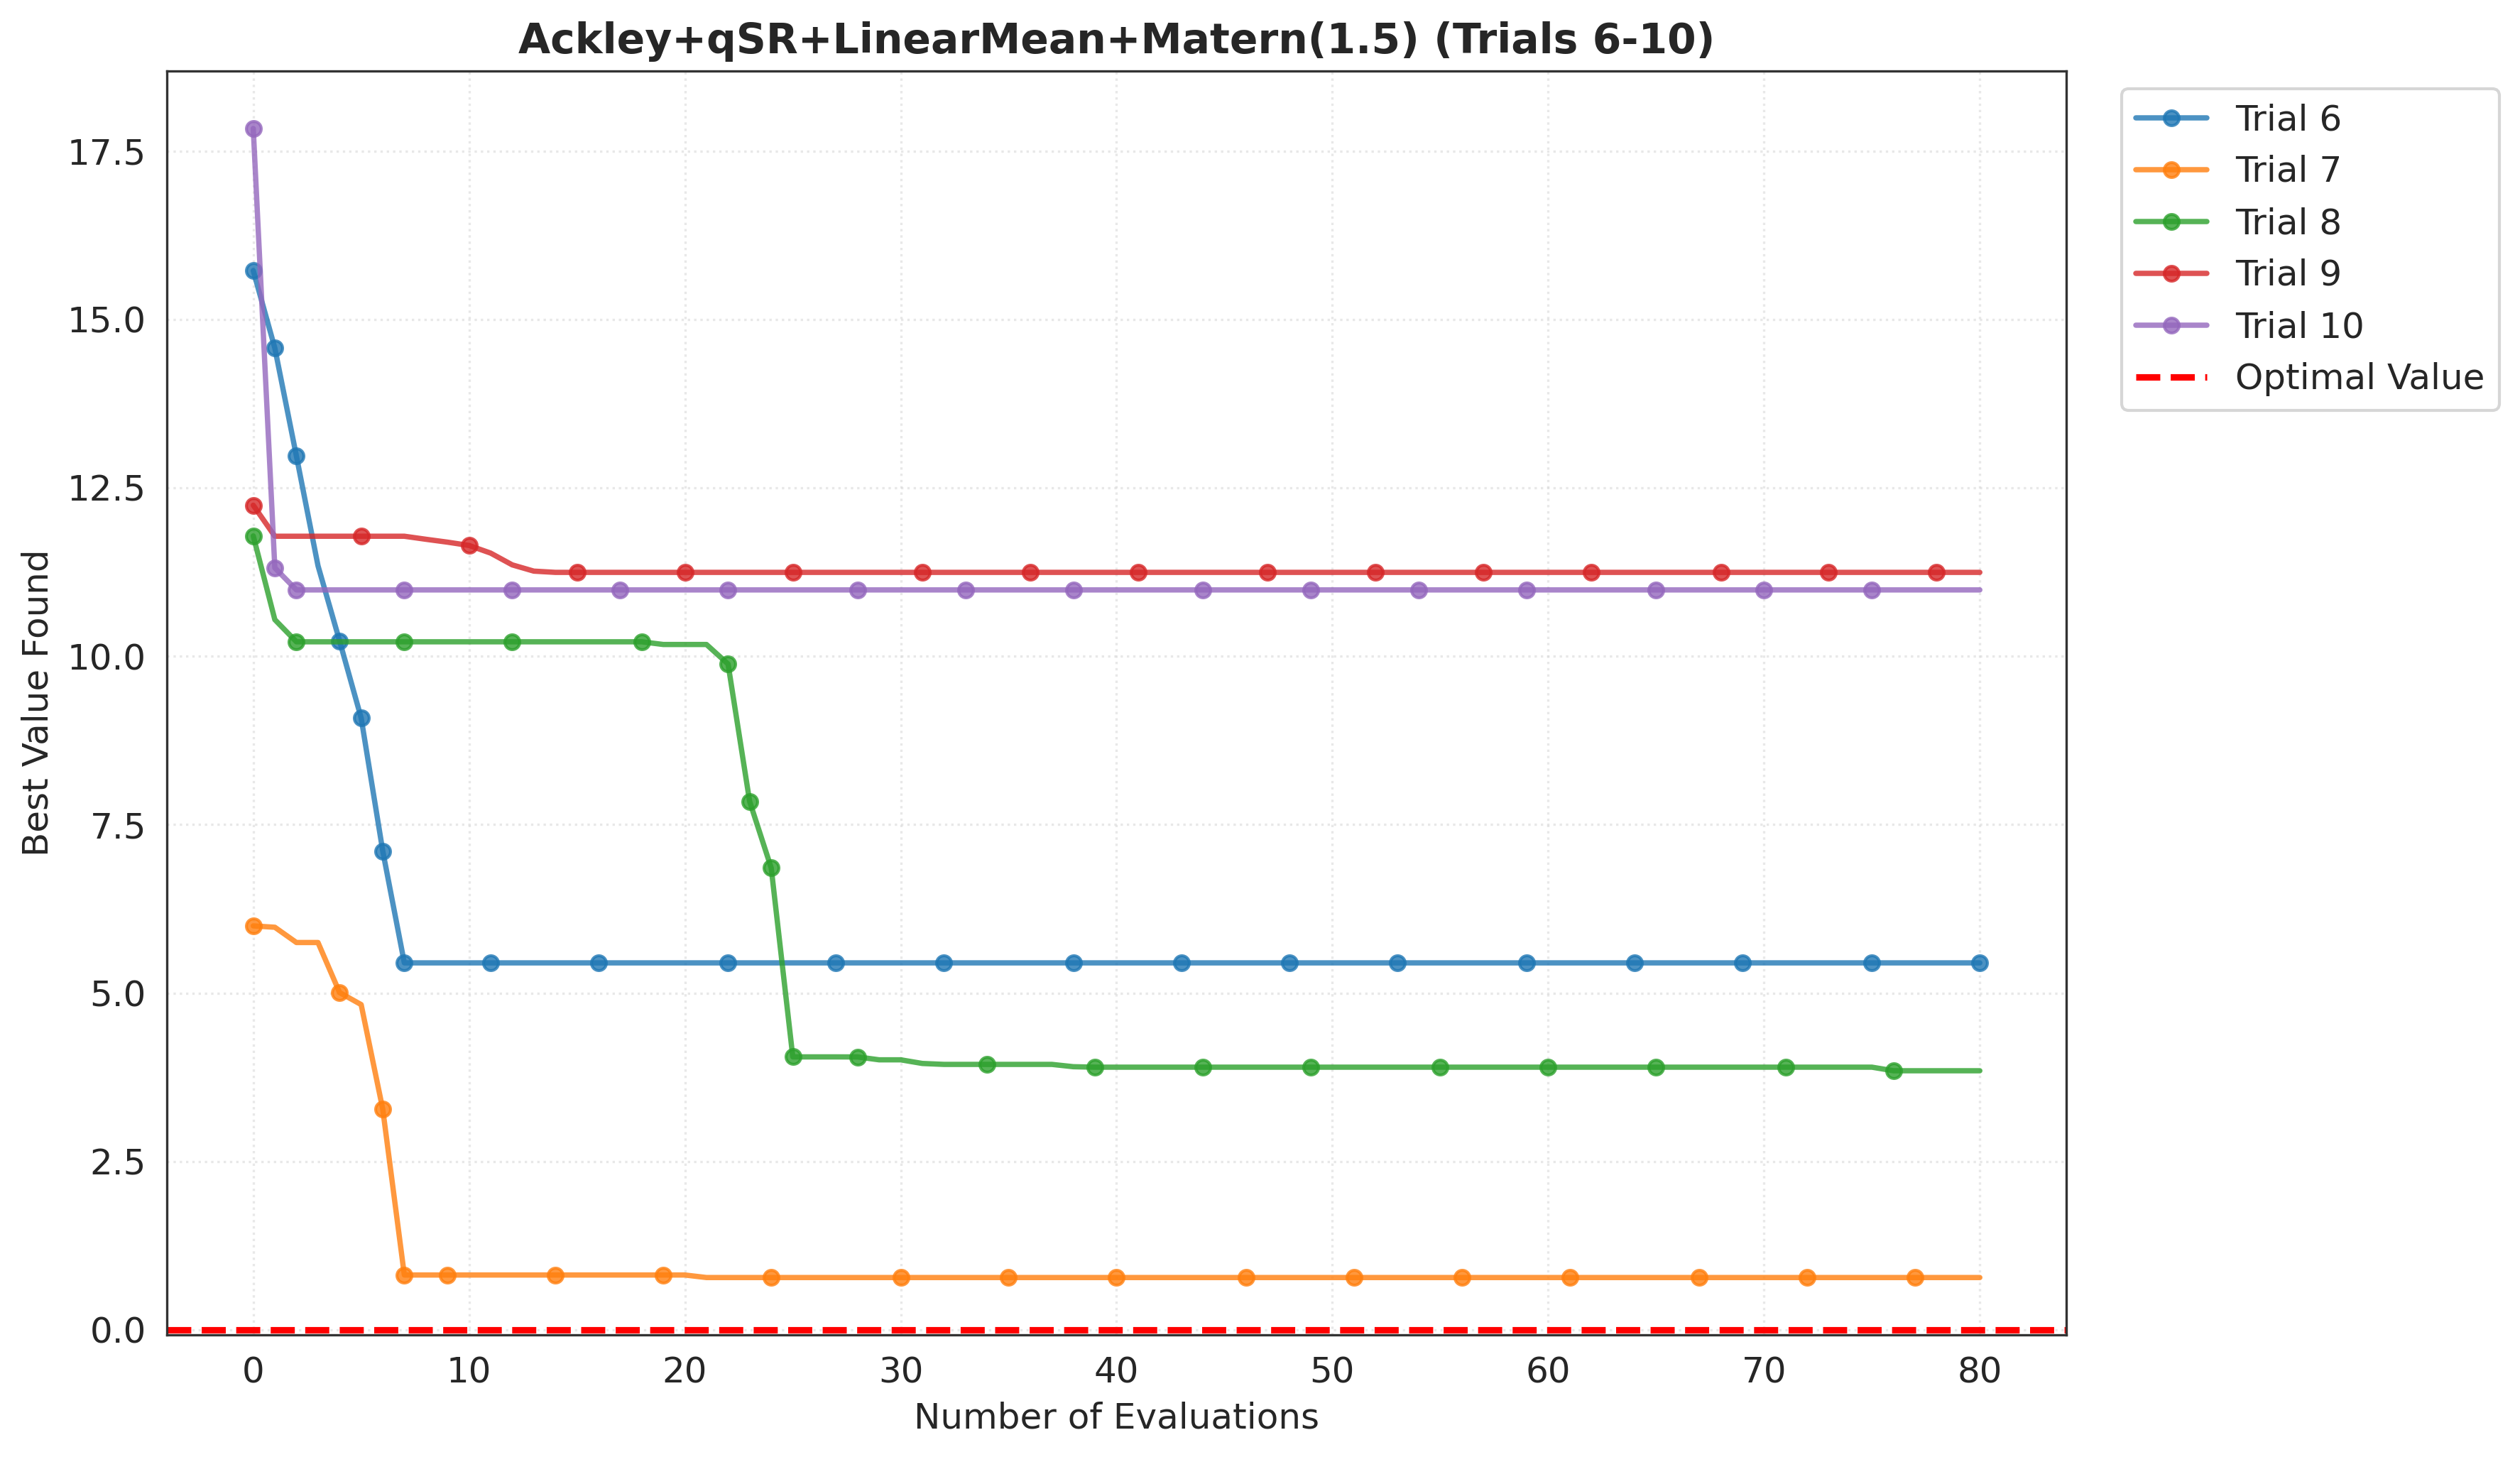 Ackley+qSR+LinearMean+Matern(1.5) (Trials 6-10)
Best Value Found
17.5
15.0
12.5
10.0
7.5
5.0
2.5
0.0
0 10 20 30 40 50 60 70 80
Number of Evaluations
Trial 6
Trial 7
Trial 8
Trial 9
Trial 10
Optimal Value